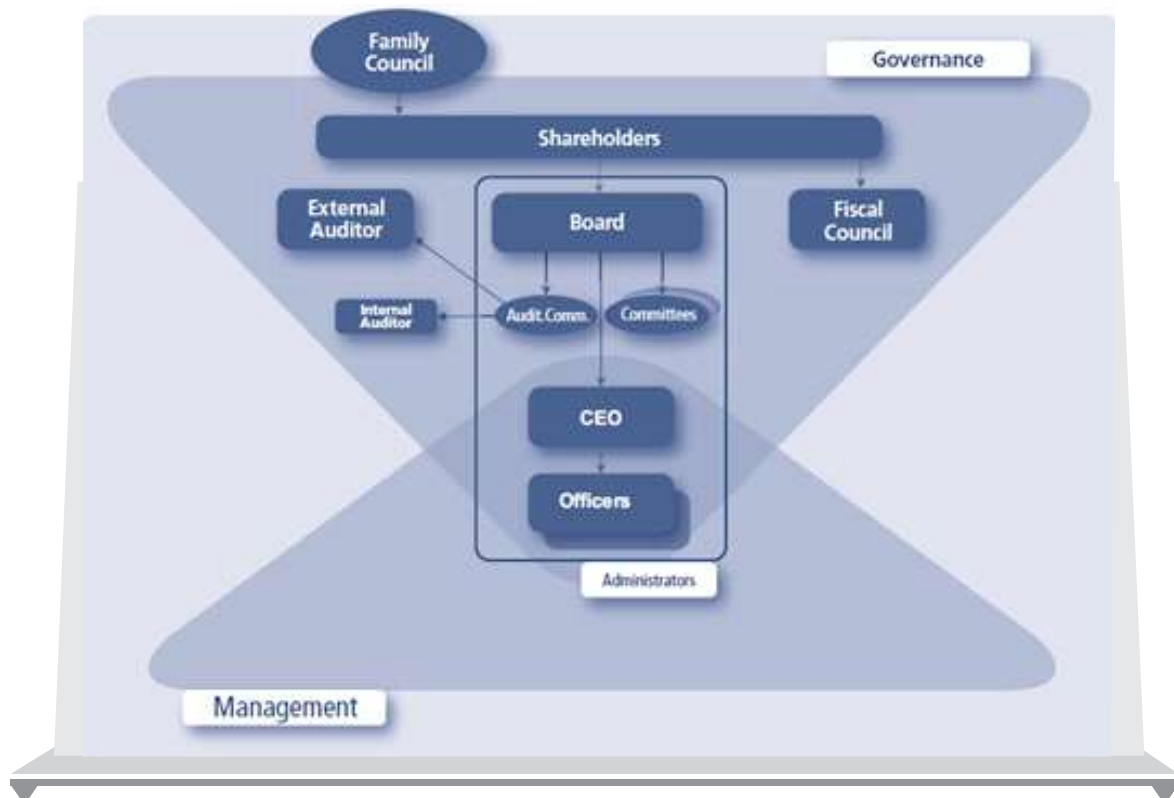 Family
Council
Governance
Shareholders
External
Auditor
Board
Fiscal
Council
Internal
Auditor
Audit.Comm.
Committees
CEO
Officers
Administrators
Management